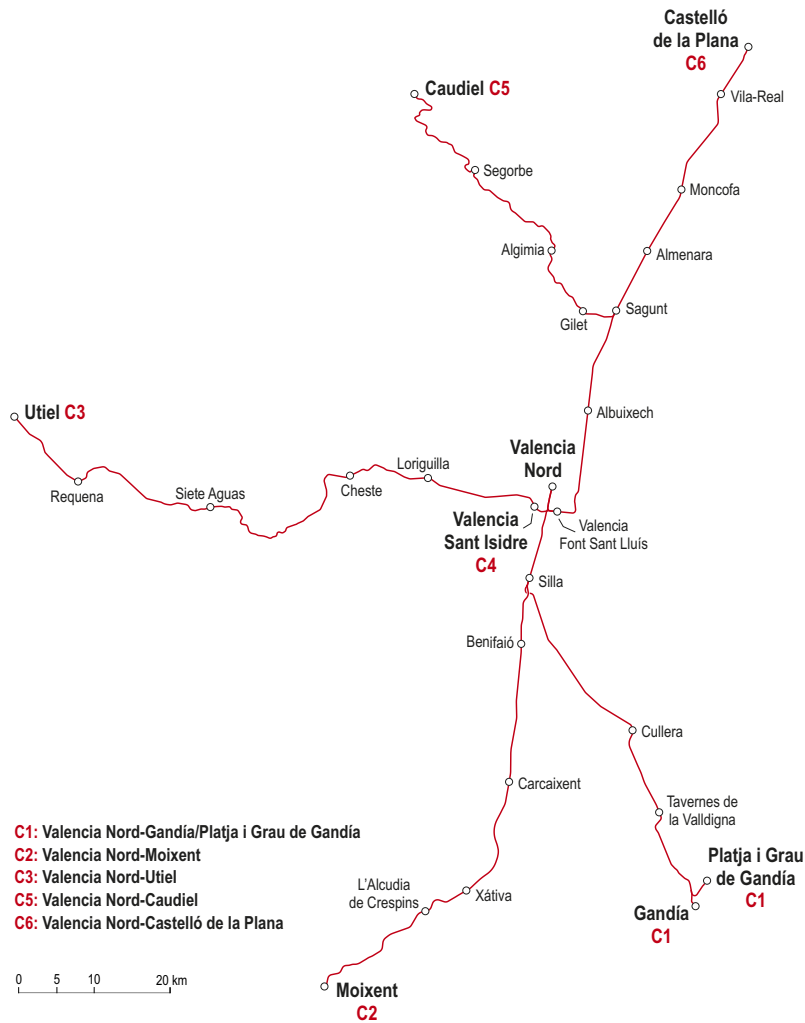 Castelló
de la Plana
C6
Caudiel C5
Vila-Real
Segorbe
Moncofa
Algimia
Almenara
Gilet
Sagunt
Utiel C3
Albuixech
Valencia
Nord
Loriguilla
Requena
Siete Aguas
Cheste
Valencia
Sant Isidre
C4
Valencia
Font Sant Lluís
Silla
Benifaió
Cullera
Carcaixent
Tavernes de
la Valldigna
C1: Valencia Nord-Gandía/Platja i Grau de Gandía
C2: Valencia Nord-Moixent
C3: Valencia Nord-Utiel
C5: Valencia Nord-Caudiel
C6: Valencia Nord-Castelló de la Plana
Platja i Grau
de Gandía
C1
L'Alcudia
de Crespins
Xátiva
Gandía
C1
0 5 10 20 km
Moixent
C2